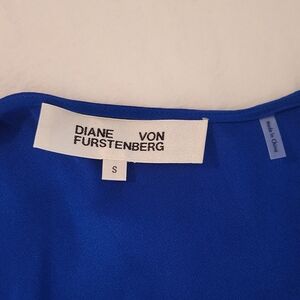 DIANE VON
FURSTENBERG
S
Made in China